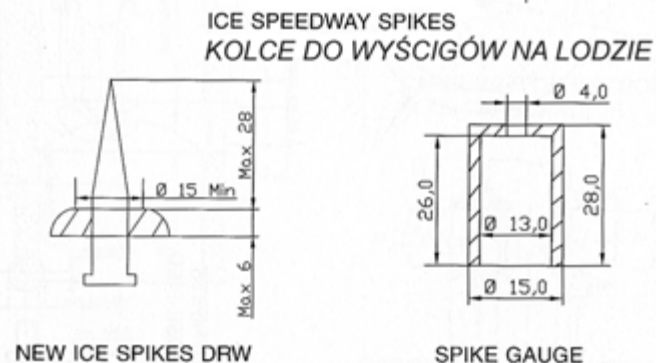 ICE SPEEDWAY SPIKES
KOLCE DO WYŚCIGÓW NA LODZIE
Max 28
Ø 15 Min
Max 6
NEW ICE SPIKES DRW
Ø 4,0
26,0
Ø 13,0
28,0
Ø 15,0
SPIKE GAUGE